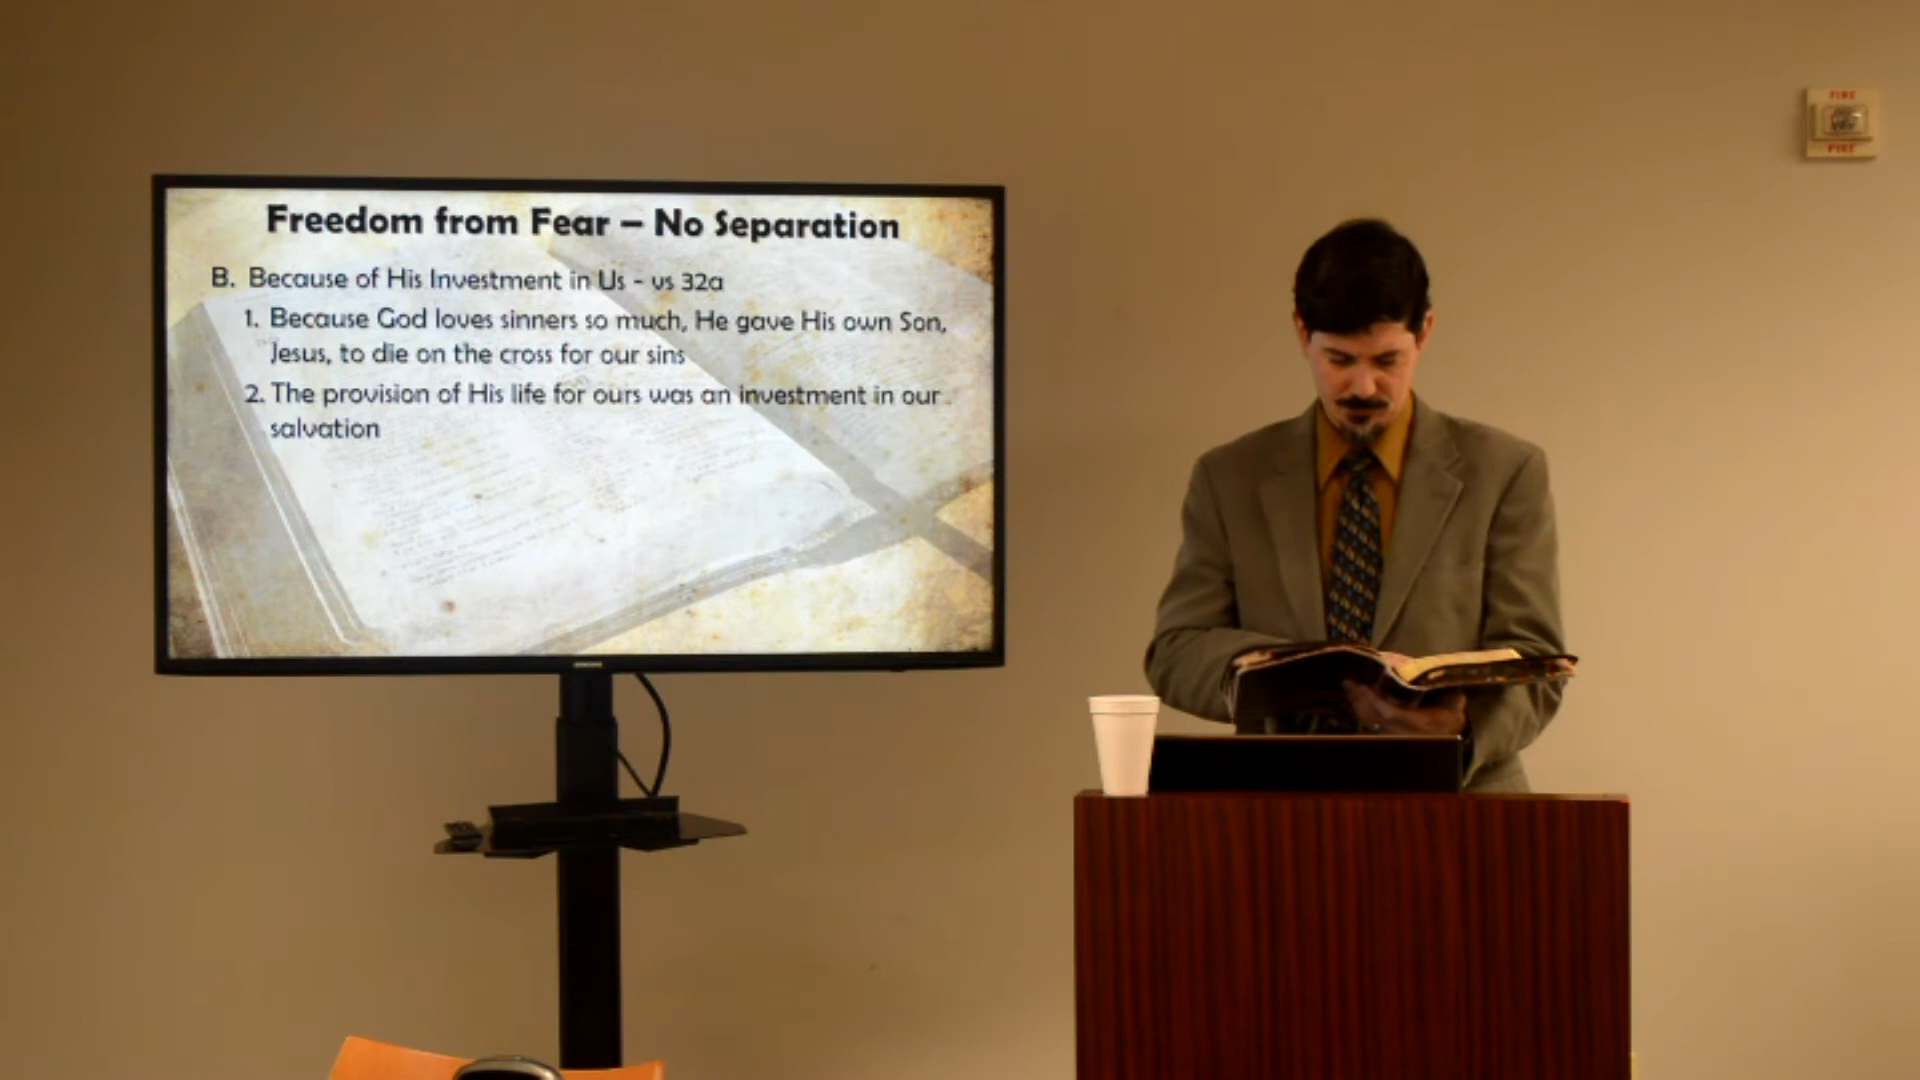 Freedom from Fear – No Separation
B. Because of His Investment in Us - vs 32a
1. Because God loves sinners so much, He gave His own Son,
Jesus, to die on the cross for our sins
2. The provision of His life for ours was an investment in our
salvation
FIRE
FIRE